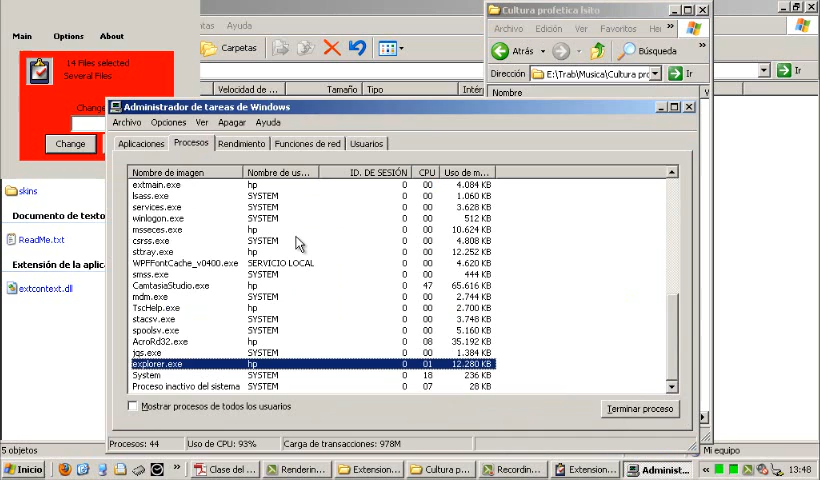 Main Options About
14 Files selected
Several Files
Change
Change
skins
Documento de texto
ReadMe.txt
Extensión de la aplica
extcontext.dll
5 objetos
Ayuda
Carpetas
Velocidad de ... Tamaño Tipo
Ir
Cultura profetica lsito
Archivo Edición Ver Favoritos
Atrás Búsqueda
Dirección E:\Trab\Musica\Cultura pro Ir
Nombre
Administrador de tareas de Windows
Archivo Opciones Ver Apagar Ayuda
Aplicaciones Procesos Rendimiento Funciones de red Usuarios
Nombre de imagen Nombre de us... ID. DE SESIÓN CPU Uso de m...
extmain.exe hp 0 00 4.084 KB
lsass.exe SYSTEM 0 00 1.060 KB
services.exe SYSTEM 0 00 3.628 KB
winlogon.exe SYSTEM 0 00 512 KB
msseces.exe hp 0 00 10.624 KB
csrss.exe SYSTEM 0 00 4.808 KB
sttray.exe hp 0 00 12.252 KB
WPFFontCache_v0400.exe SERVICIO LOCAL 0 00 4.620 KB
smss.exe SYSTEM 0 00 444 KB
CamtasiaStudio.exe hp 0 47 65.616 KB
mdm.exe SYSTEM 0 00 2.744 KB
TscHelp.exe hp 0 00 2.700 KB
stacsv.exe SYSTEM 0 00 3.748 KB
spoolsv.exe SYSTEM 0 00 5.160 KB
AcroRd32.exe hp 0 08 35.192 KB
jqs.exe SYSTEM 0 00 1.384 KB
explorer.exe hp 0 01 12.280 KB
System SYSTEM 0 18 236 KB
Proceso inactivo del sistema SYSTEM 0 07 28 KB
Mostrar procesos de todos los usuarios
Terminar proceso
Procesos: 44 Uso de CPU: 93% Carga de transacciones: 978M
Mi equipo
Inicio Clase del ... Renderin... Extension... Cultura p... Recordin... Extension... Administ... 13:48